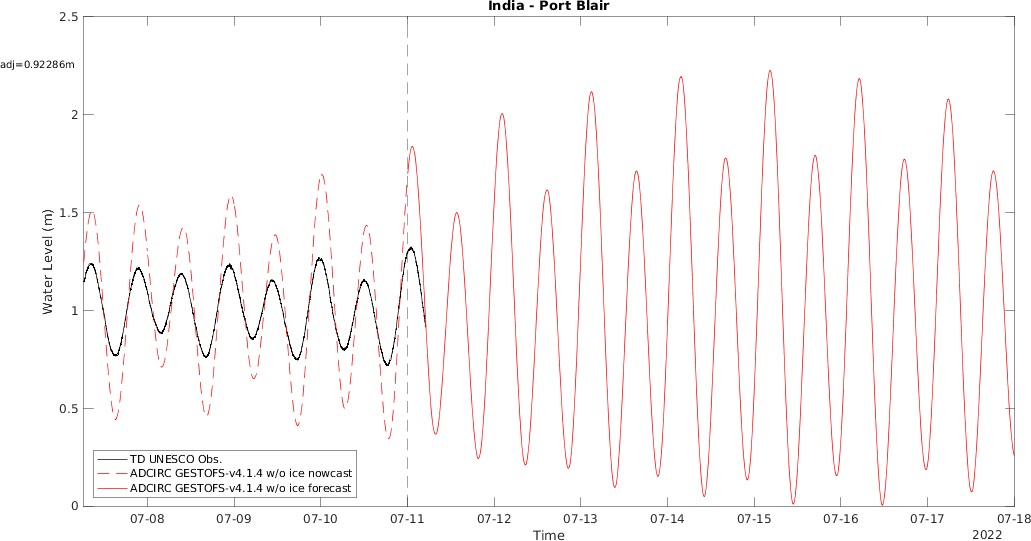 India - Port Blair
adj=0.92286m
2.5
2
1.5
1
0.5
0
Water Level (m)
TD UNESCO Obs.
ADCIRC GESTOFS-v4.1.4 w/o ice nowcast
ADCIRC GESTOFS-v4.1.4 w/o ice forecast
07-08 07-09 07-10 07-11 07-12 07-13 07-14 07-15 07-16 07-17 07-18
Time
2022